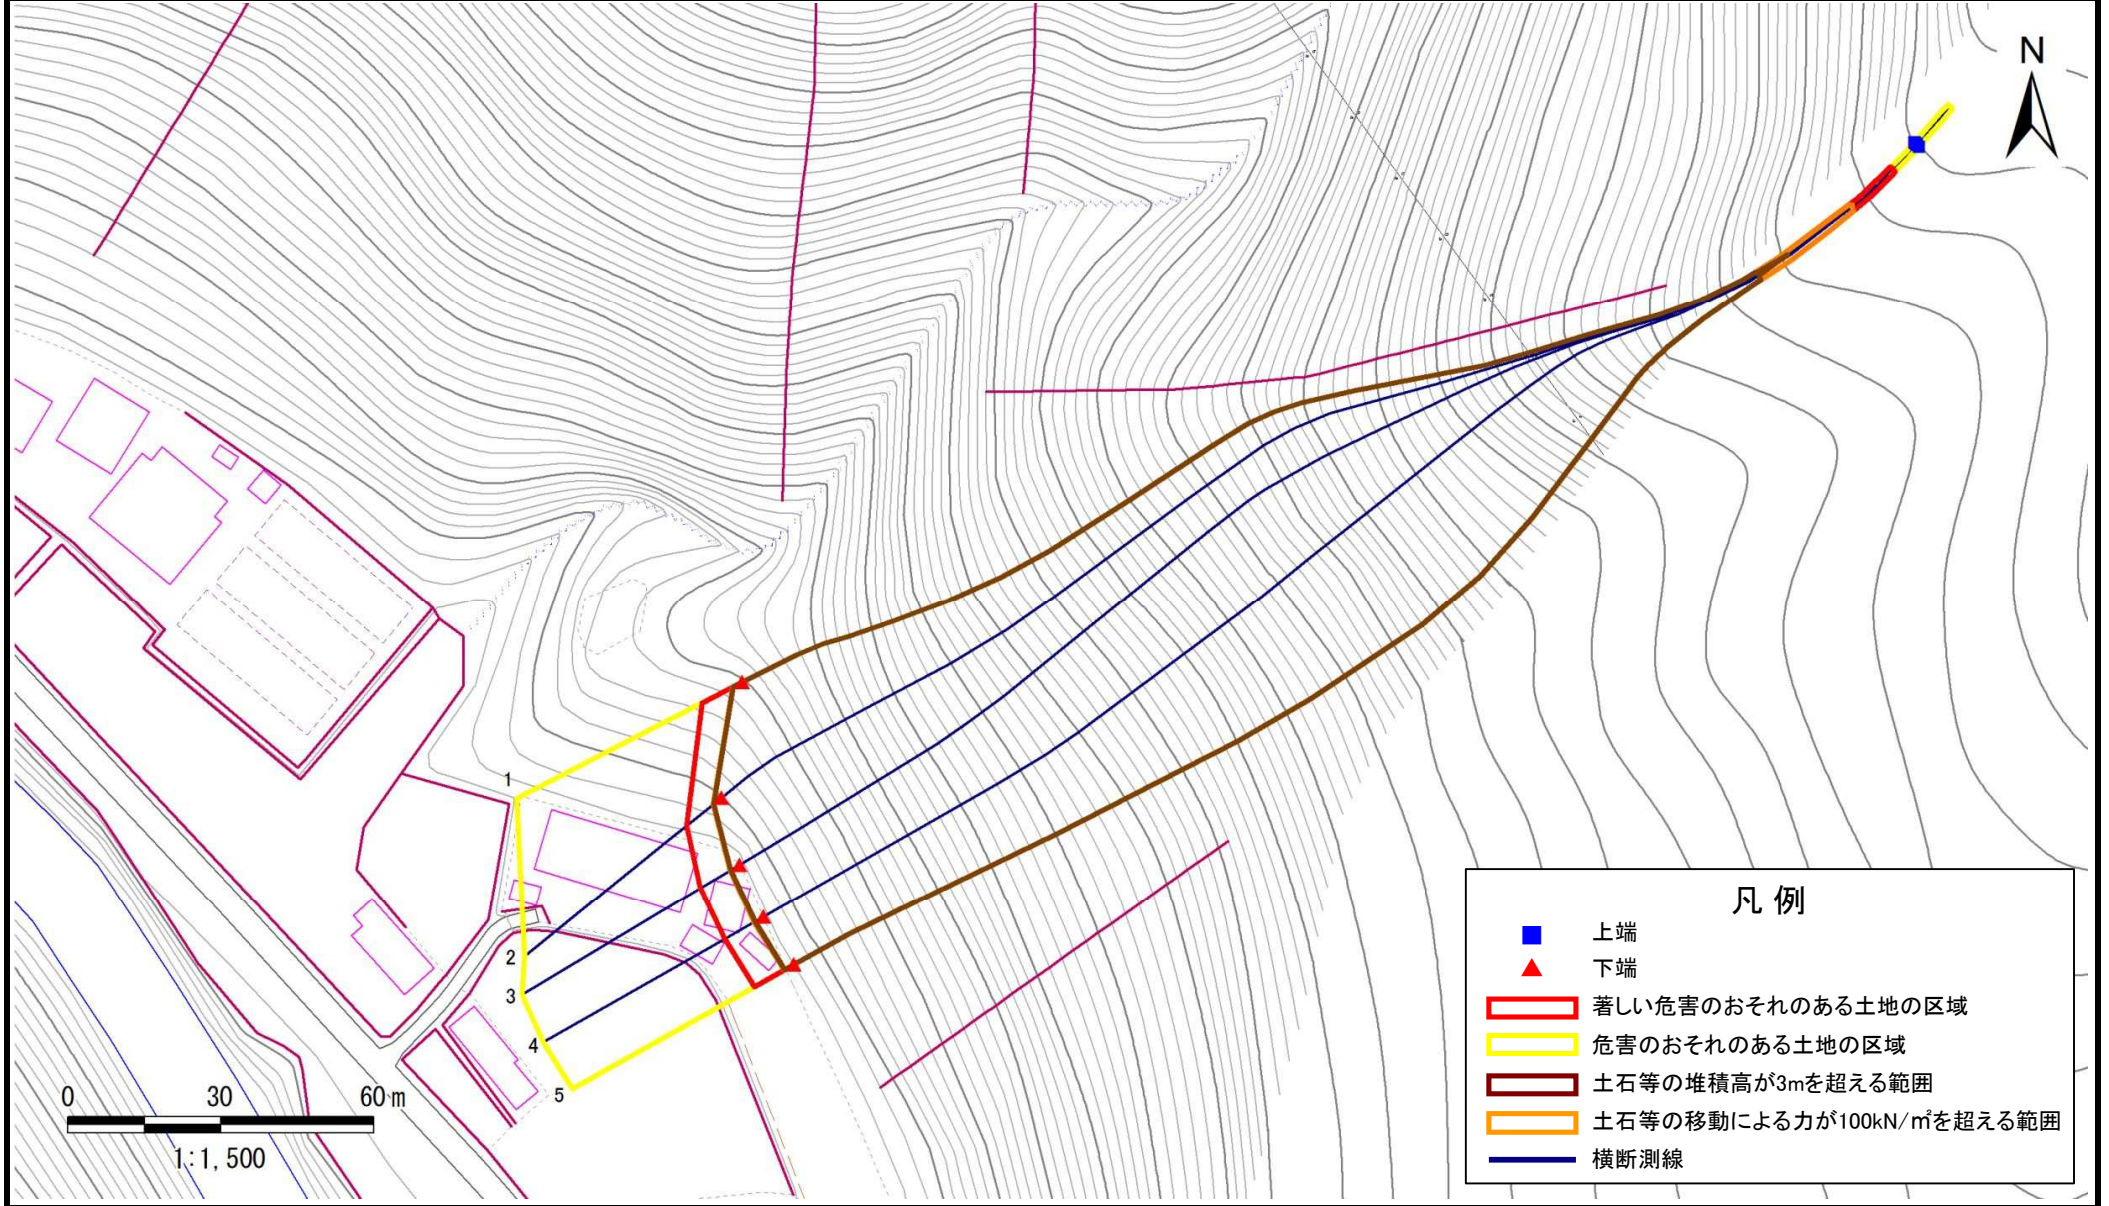 N
1
2
3
4
5
0 30 60 m
1:1,500
凡 例
上端
下端
著しい危害のおそれのある土地の区域
危害のおそれのある土地の区域
土石等の堆積高が3mを超える範囲
土石等の移動による力が100kN/㎡を超える範囲
横断測線